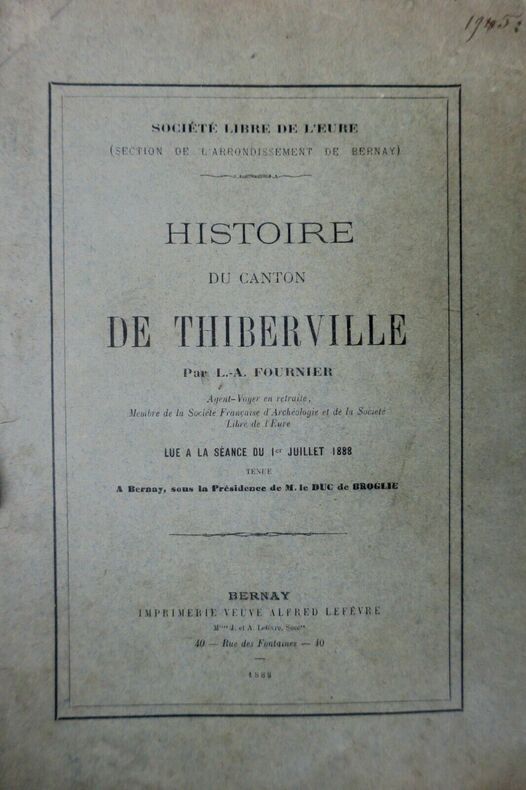 SOCIÉTÉ LIBRE DE L'EURE
(SECTION DE L'ARRONDISSEMENT DE BERNAY)
HISTOIRE
DU CANTON
DE THIBERVILLE
Par L.-A. FOURNIER
Agent-Voyer en retraite,
Membre de la Société Française d'Archéologie et de la Société
Libre de l'Eure
LUE A LA SÉANCE DU 1er JUILLET 1888
TENUE
A Bernay, sous la Présidence de M. le DUC de BROGLIE
BERNAY
IMPRIMERIE VEUVE ALFRED LEFÈVRE
J. et A. Lefèvre, Succrs
40 — Rue des Fontaines — 40